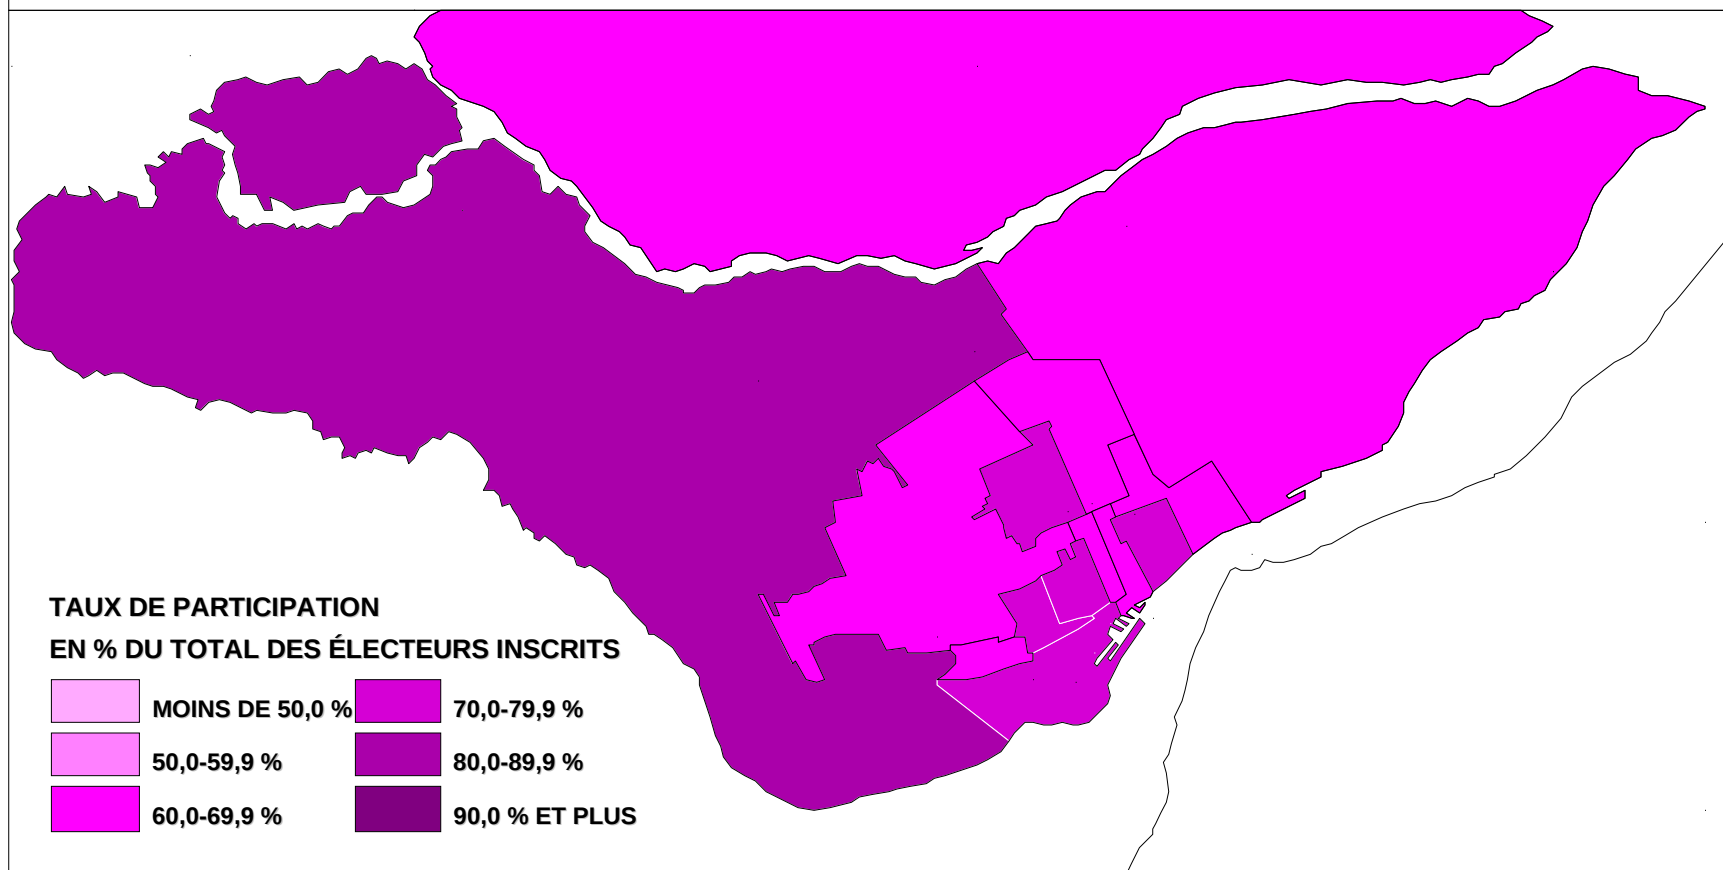 TAUX DE PARTICIPATION
EN % DU TOTAL DES ÉLECTEURS INSCRITS
MOINS DE 50,0 %
50,0-59,9 %
60,0-69,9 %
70,0-79,9 %
80,0-89,9 %
90,0 % ET PLUS